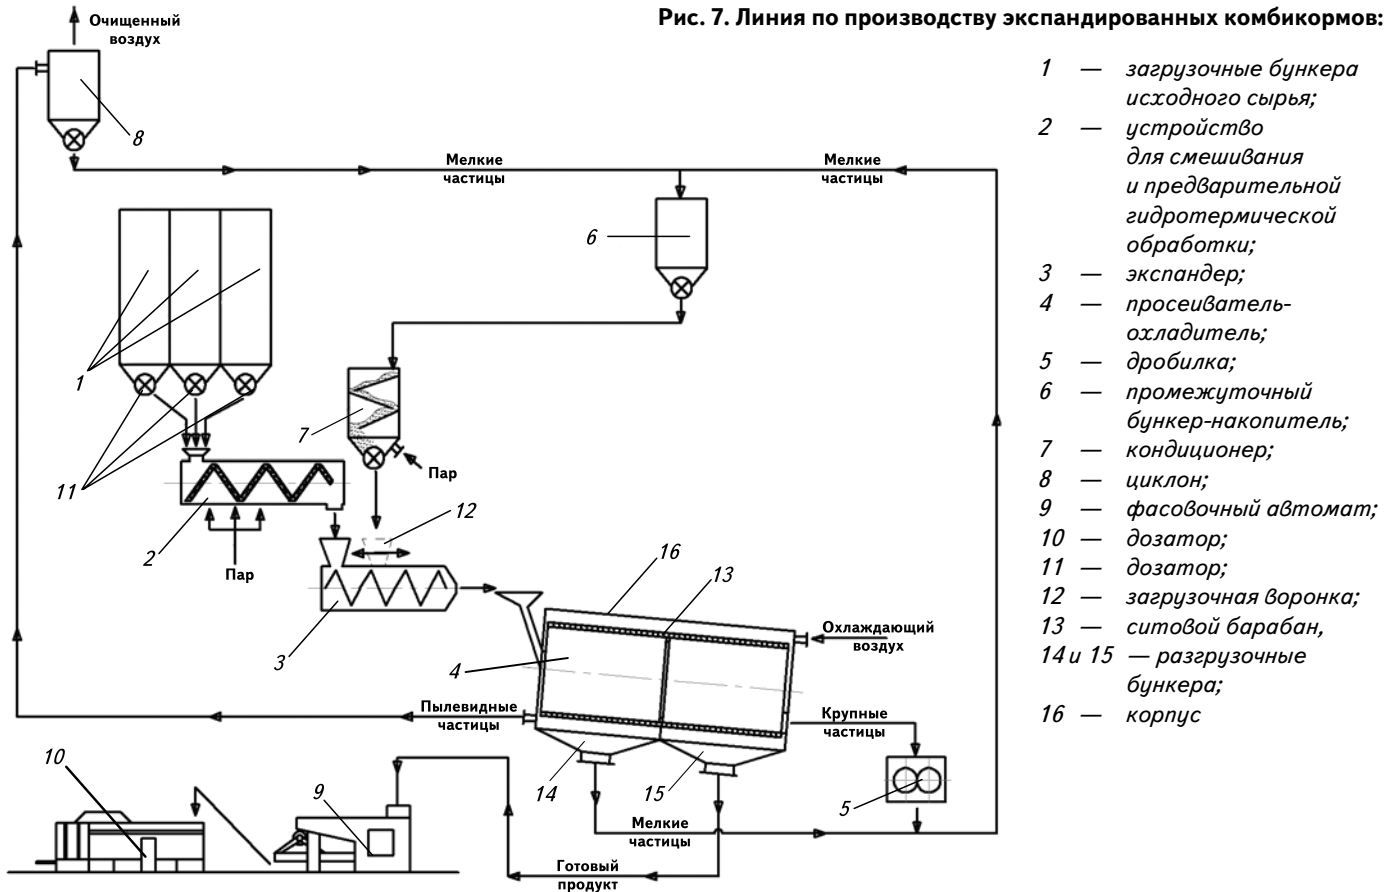 Рис. 7. Линия по производству экспандированных комбикормов:
1 — загрузочные бункера
исходного сырья;
2 — устройство
для смешивания
и предварительной
гидротермической
обработки;
3 — экспандер;
4 — просеиватель-
охладитель;
5 — дробилка;
6 — промежуточный
бункер-накопитель;
7 — кондиционер;
8 — циклон;
9 — фасовочный автомат;
10 — дозатор;
11 — дозатор;
12 — загрузочная воронка;
13 — ситовой барабан,
14 и 15 — разгрузочные
бункера;
16 — корпус
Очищенный
воздух
8
Мелкие
частицы
Мелкие
частицы
6
1
7
Пар
11
12
2
Пар
16
13
3
4
Охлаждающий
воздух
Пылевидные
частицы
Крупные
частицы
10
9
14
15
5
Мелкие
частицы
Готовый
продукт